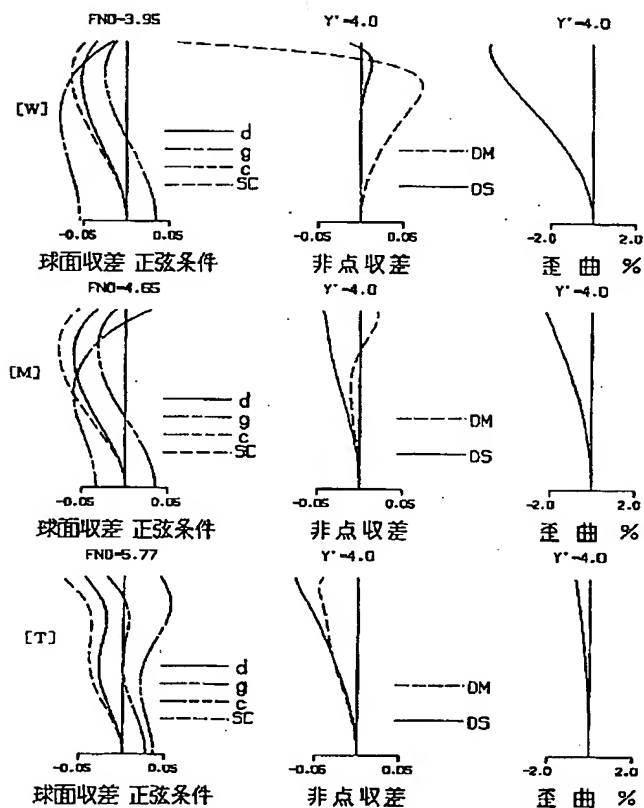 FNO=3.95 Y'=4.0 Y'=4.0
[W]
d
g
c
SC
DM
DS
-0.05 0.05 0.05 -2.0 2.0
球面収差 正弦条件 非点収差 歪曲 %
FNO=4.65 Y'=4.0 Y'=4.0
[M]
d
g
c
SC
DM
DS
-0.05 0.05 -0.05 0.05 -2.0 2.0
球面収差 正弦条件 非点収差 歪曲 %
FNO=5.77 Y'=4.0 Y'=4.0
[T]
d
g
c
SC
DM
DS
-0.05 0.05 -0.05 0.05 -2.0 2.0
球面収差 正弦条件 非点収差 歪曲 %